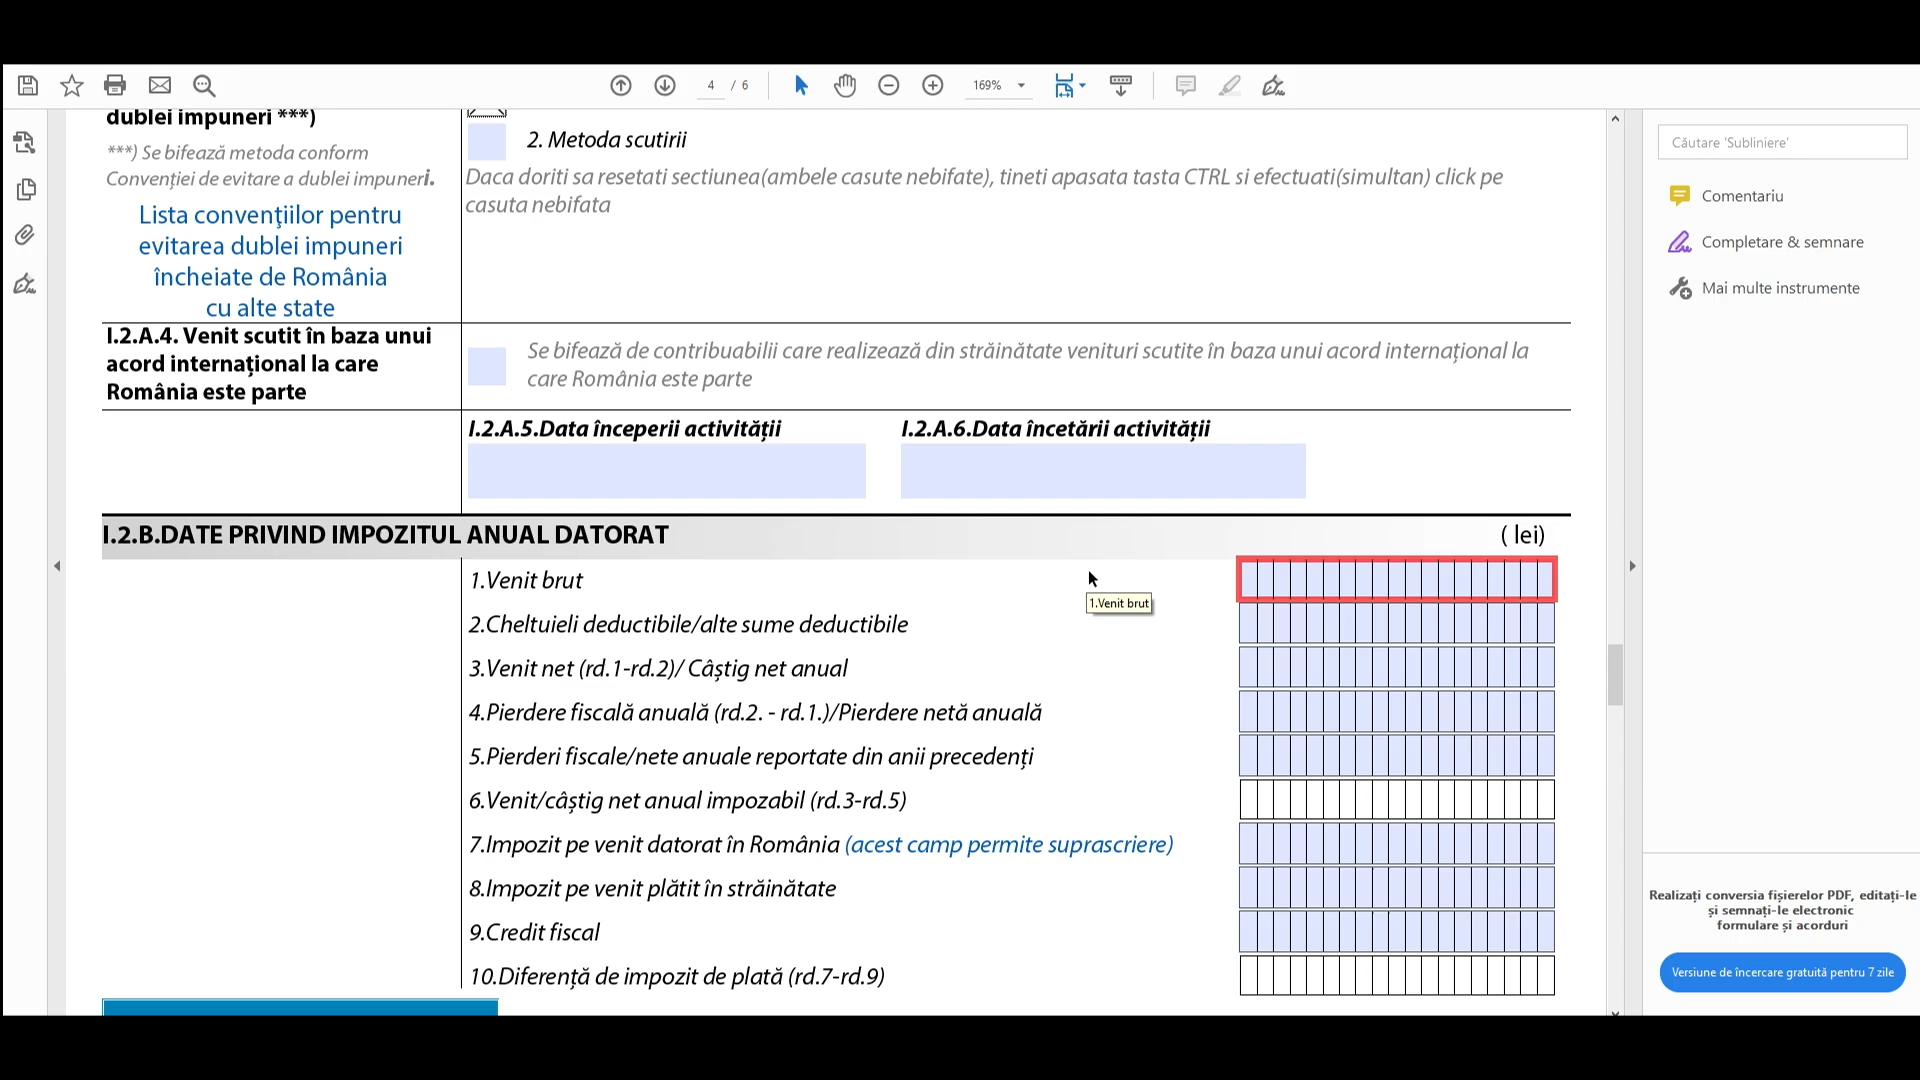 4 / 6
169%
dublei impuneri ***)
***) Se bifează metoda conform
Convenției de evitare a dublei impuneri.
Lista convenţiilor pentru
evitarea dublei impuneri
încheiate de România
cu alte state
2. Metoda scutirii
Daca doriti sa resetati sectiunea(ambele casute nebifate), tineti apasata tasta CTRL si efectuati(simultan) click pe
casuta nebifata
I.2.A.4. Venit scutit în baza unui
acord internațional la care
România este parte
Se bifează de contribuabilii care realizează din străinătate venituri scutite în baza unui acord internațional la
care România este parte
I.2.A.5.Data începerii activității
I.2.A.6.Data încetării activității
I.2.B.DATE PRIVIND IMPOZITUL ANUAL DATORAT ( lei)
1.Venit brut
1.Venit brut
2.Cheltuieli deductibile/alte sume deductibile
3.Venit net (rd.1-rd.2)/ Câștig net anual
4.Pierdere fiscală anuală (rd.2. - rd.1.)/Pierdere netă anuală
5.Pierderi fiscale/nete anuale reportate din anii precedenți
6.Venit/câștig net anual impozabil (rd.3-rd.5)
7.Impozit pe venit datorat în România (acest camp permite suprascriere)
8.Impozit pe venit plătit în străinătate
9.Credit fiscal
10.Diferență de impozit de plată (rd.7-rd.9)
Căutare 'Subliniere'
Comentariu
Completare & semnare
Mai multe instrumente
Realizați conversia fișierelor PDF, editați-le
și semnați-le electronic
formulare și acorduri
Versiune de încercare gratuită pentru 7 zile